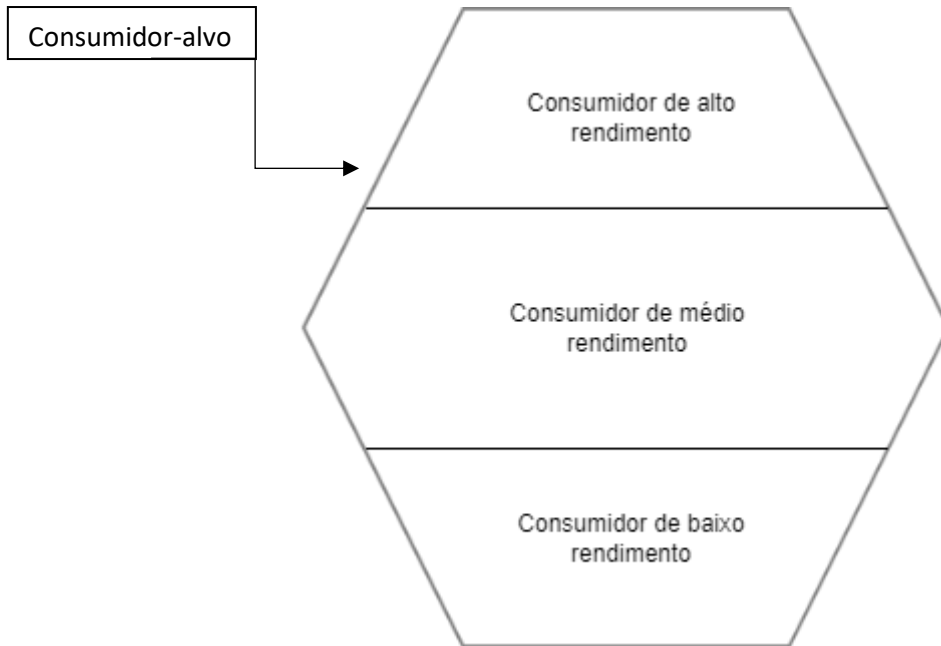 Consumidor-alvo
Consumidor de alto
rendimento
Consumidor de médio
rendimento
Consumidor de baixo
rendimento